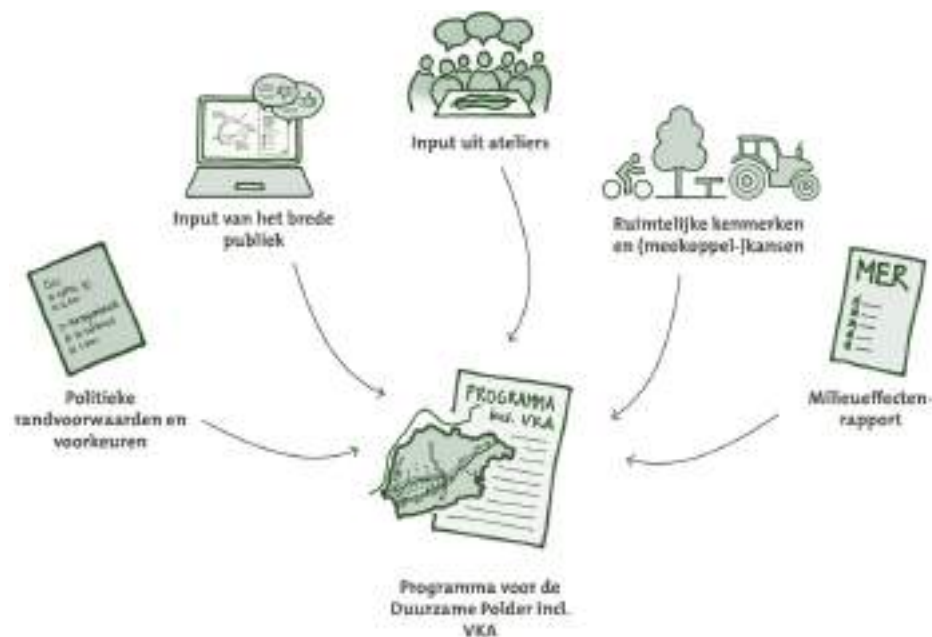 Input uit ateliers
Input van het brede
publiek
Ruimtelijke kenmerken
en (meekoppel-)kansen
MER
Politieke
randvoorwaarden en
voorkeuren
Milieueffecten-
rapport
PROGRAMMA
incl. VKA
Programma voor de
Duurzame Polder incl.
VKA